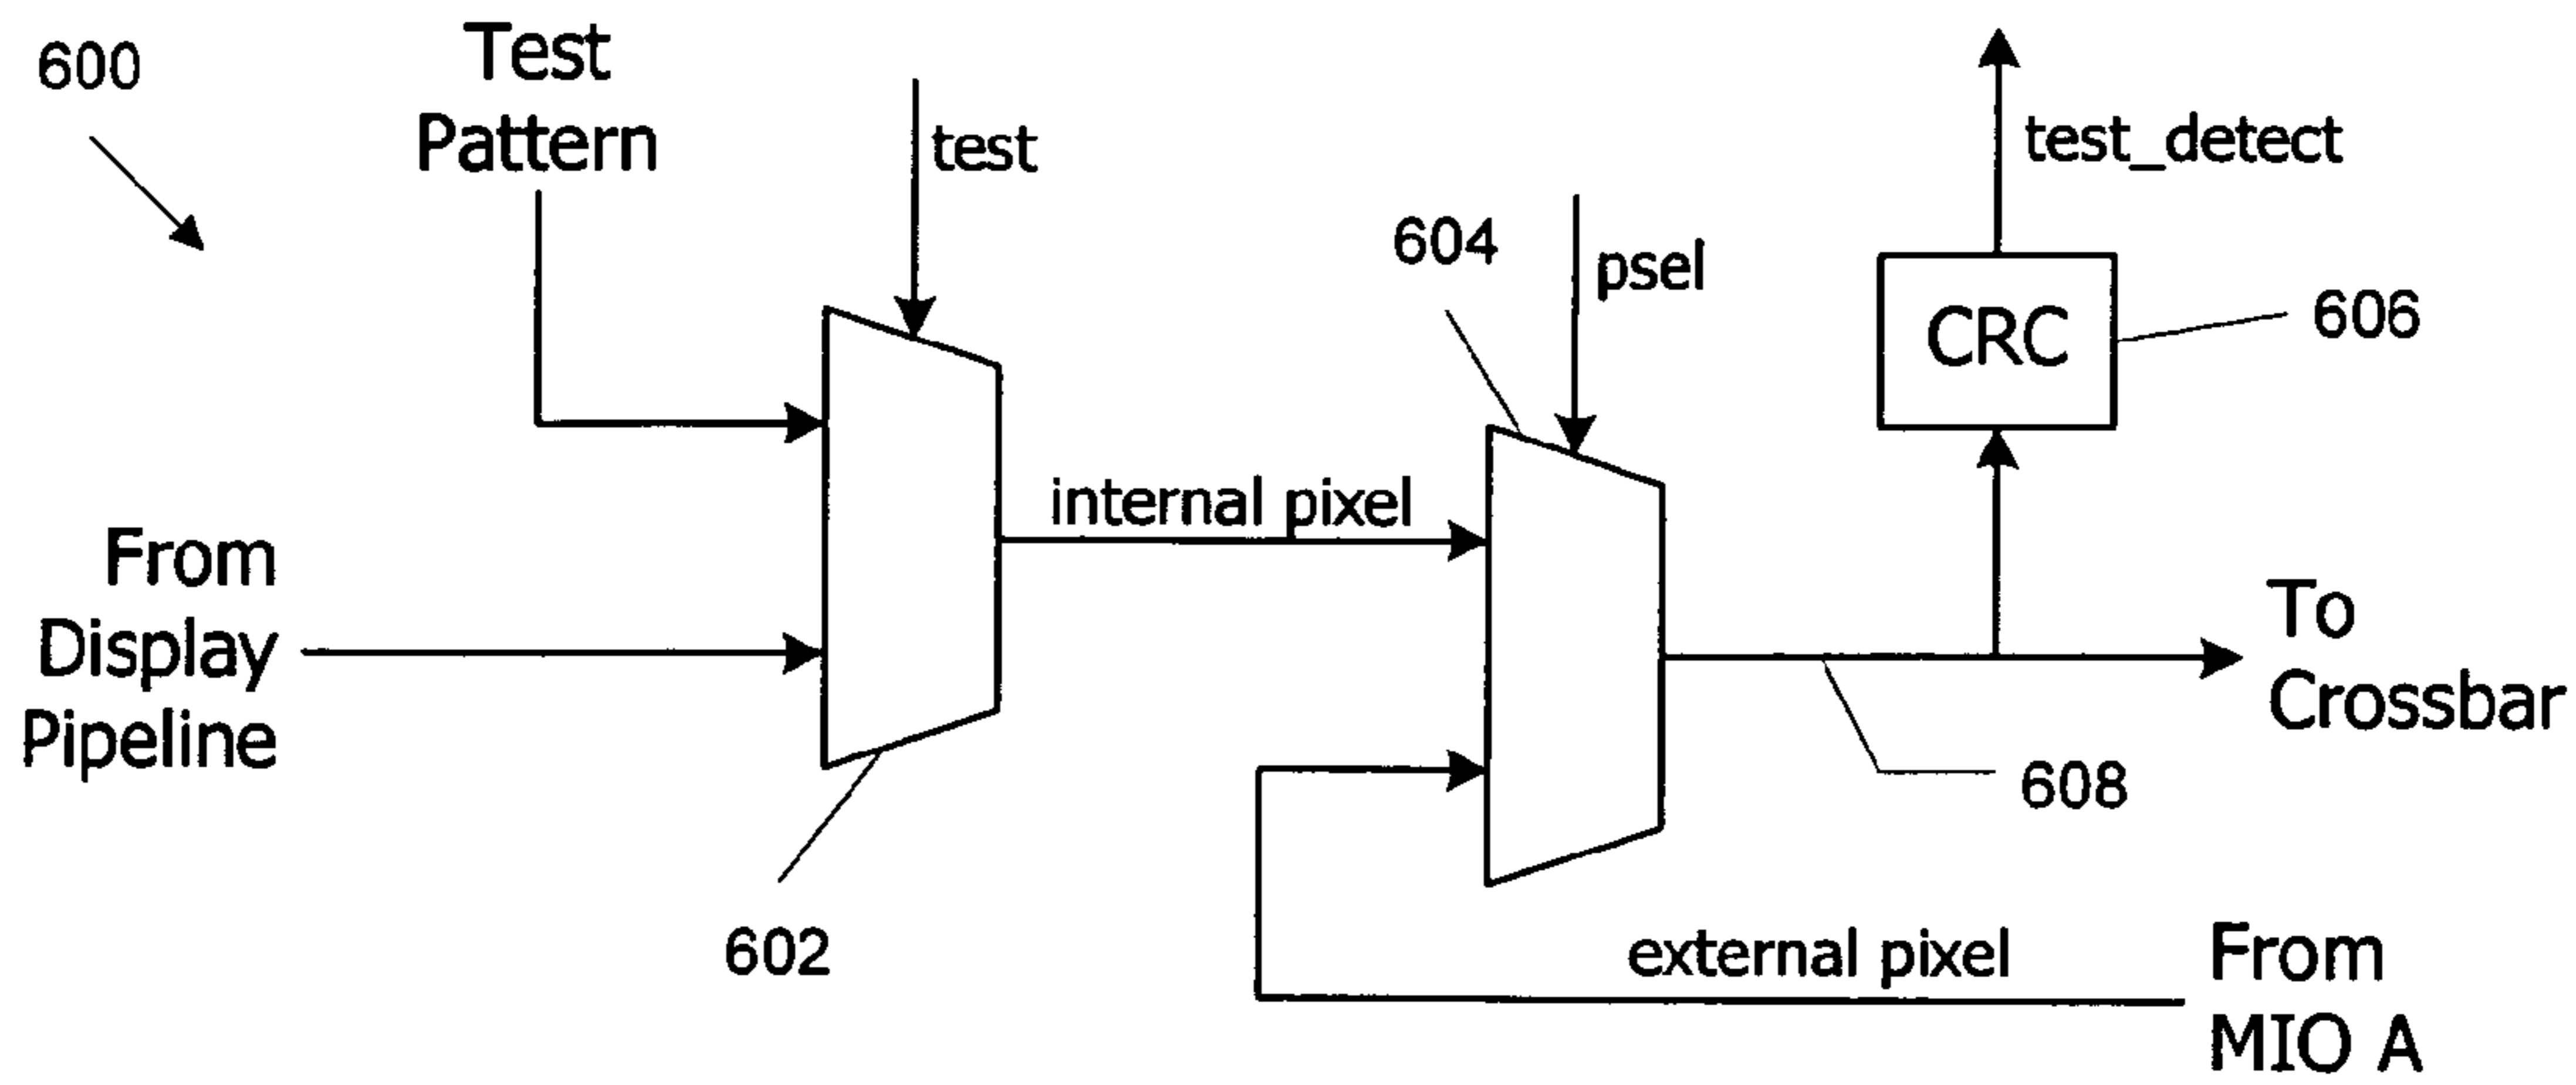 600
Test
Pattern
test
test_detect
604
psel
CRC
606
internal pixel
From
Display
Pipeline
To
Crossbar
608
602
external pixel
From
MIO A